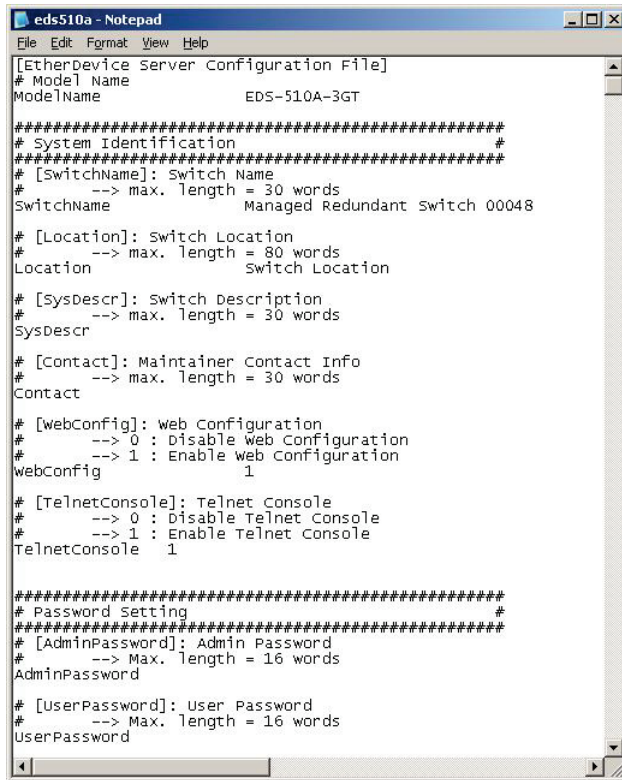 eds510a - Notepad
File Edit Format View Help
[EtherDevice Server Configuration File]
# Model Name
ModelName EDS-510A-3GT
###################################################
# System Identification #
###################################################
# [SwitchName]: Switch Name
# --> max. length = 30 words
SwitchName Managed Redundant Switch 00048
# [Location]: Switch Location
# --> max. length = 80 words
Location Switch Location
# [SysDescr]: Switch Description
# --> max. length = 30 words
SysDescr
# [Contact]: Maintainer Contact Info
# --> max. length = 30 words
Contact
# [WebConfig]: Web Configuration
# --> 0 : Disable Web Configuration
# --> 1 : Enable Web Configuration
WebConfig 1
# [TelnetConsole]: Telnet Console
# --> 0 : Disable Telnet Console
# --> 1 : Enable Telnet Console
TelnetConsole 1
###################################################
# Password Setting #
###################################################
# [AdminPassword]: Admin Password
# --> Max. length = 16 words
AdminPassword
# [UserPassword]: User Password
# --> Max. length = 16 words
UserPassword